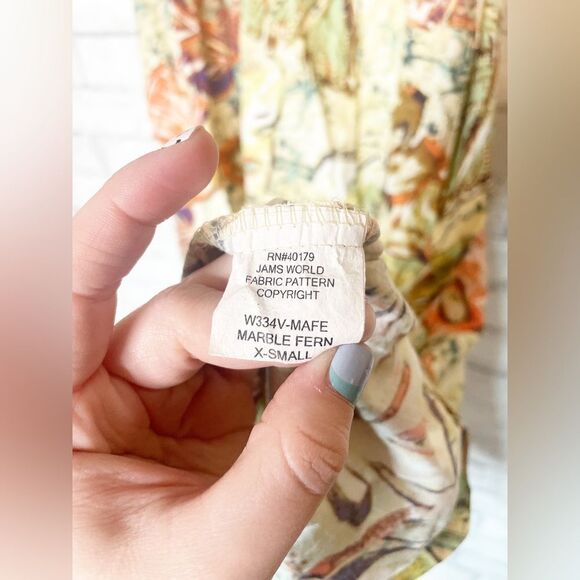 RN#40179
JAMS WORLD
FABRIC PATTERN
COPYRIGHT
W334V-MAFE
MARBLE FERN
X-SMALL